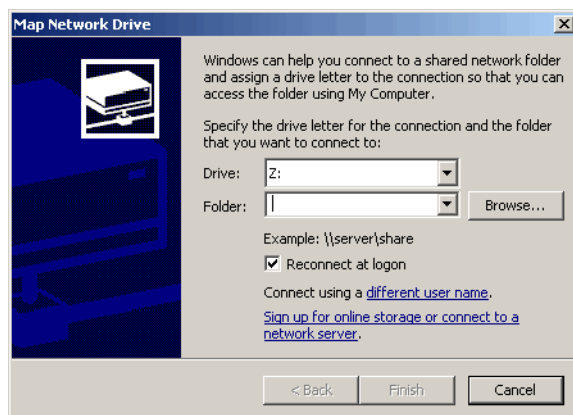 Map Network Drive
Windows can help you connect to a shared network folder
and assign a drive letter to the connection so that you can
access the folder using My Computer.
Specify the drive letter for the connection and the folder
that you want to connect to:
Drive: Z:
Folder: Browse...
Example: \\server\share
Reconnect at logon
Connect using a different user name.
Sign up for online storage or connect to a
network server.
< Back Finish Cancel